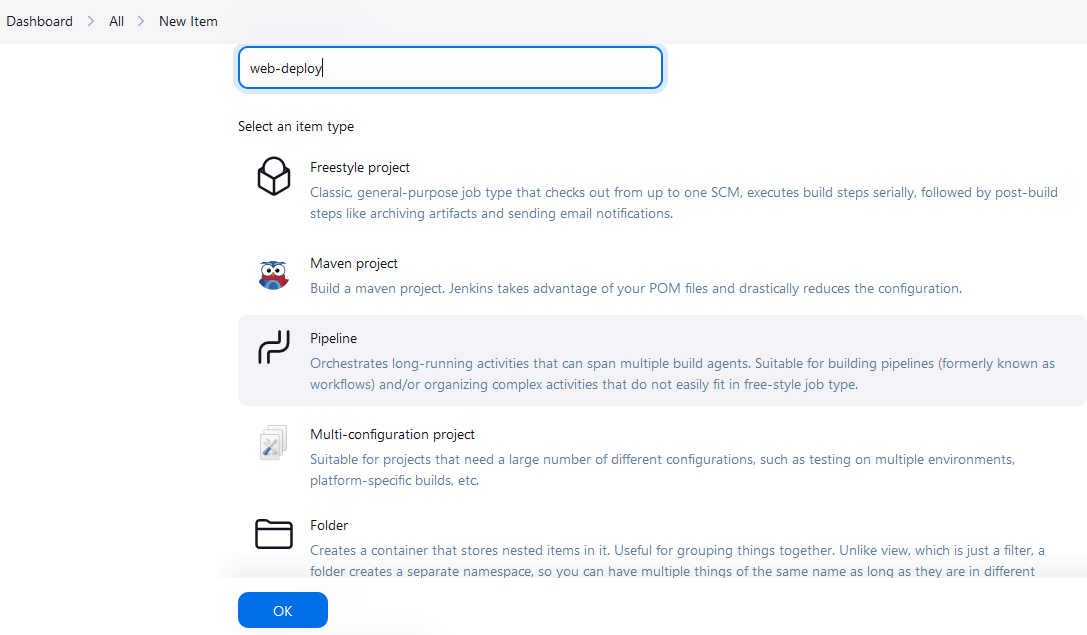 Dashboard > All > New Item
web-deploy
Select an item type
Freestyle project
Classic, general-purpose job type that checks out from up to one SCM, executes build steps serially, followed by post-build
steps like archiving artifacts and sending email notifications.
Maven project
Build a maven project. Jenkins takes advantage of your POM files and drastically reduces the configuration.
Pipeline
Orchestrates long-running activities that can span multiple build agents. Suitable for building pipelines (formerly known as
workflows) and/or organizing complex activities that do not easily fit in free-style job type.
Multi-configuration project
Suitable for projects that need a large number of different configurations, such as testing on multiple environments,
platform-specific builds, etc.
Folder
Creates a container that stores nested items in it. Useful for grouping things together. Unlike view, which is just a filter, a
folder creates a separate namespace, so you can have multiple things of the same name as long as they are in different
OK